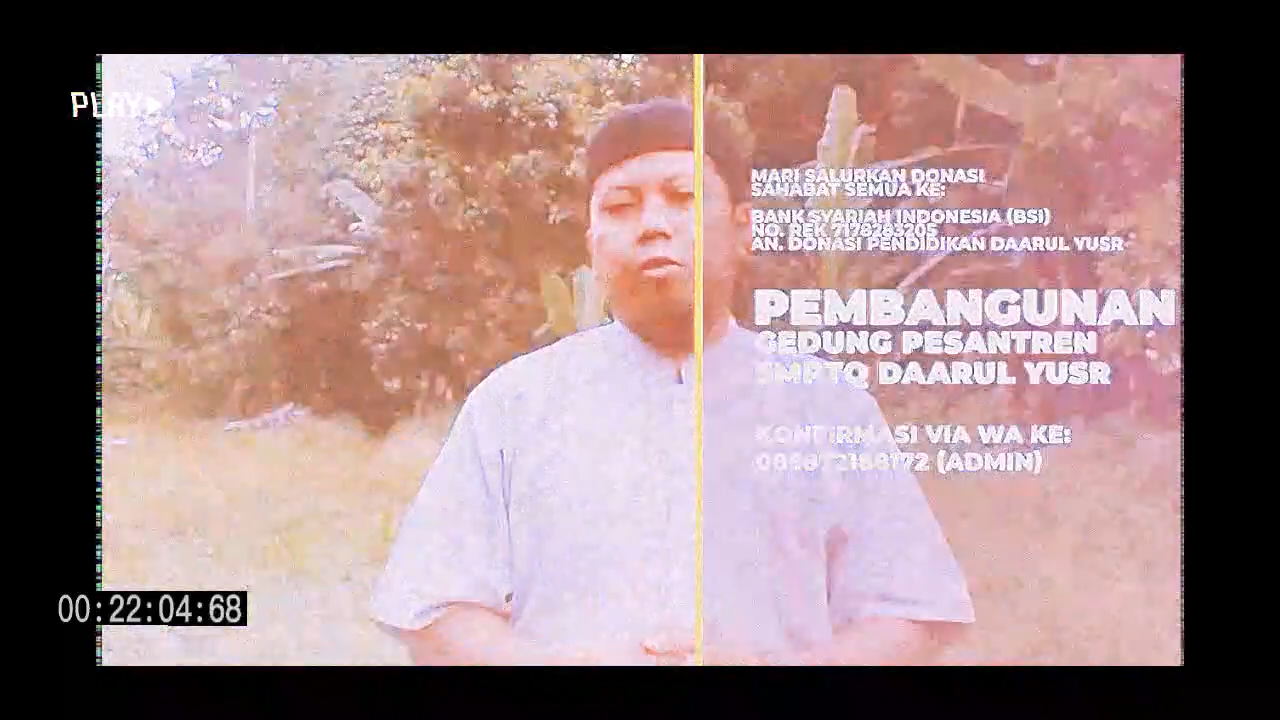 PLAY
MARI SALURKAN DONASI
SAHABAT SEMUA KE:
BANK SYARIAH INDONESIA (BSI)
NO. REK 7178283205
AN. DONASI PENDIDIKAN DAARUL YUSR
PEMBANGUNAN
GEDUNG PESANTREN
SMPTQ DAARUL YUSR
KONFIRMASI VIA WA KE:
(ADMIN)
00:22:04:68